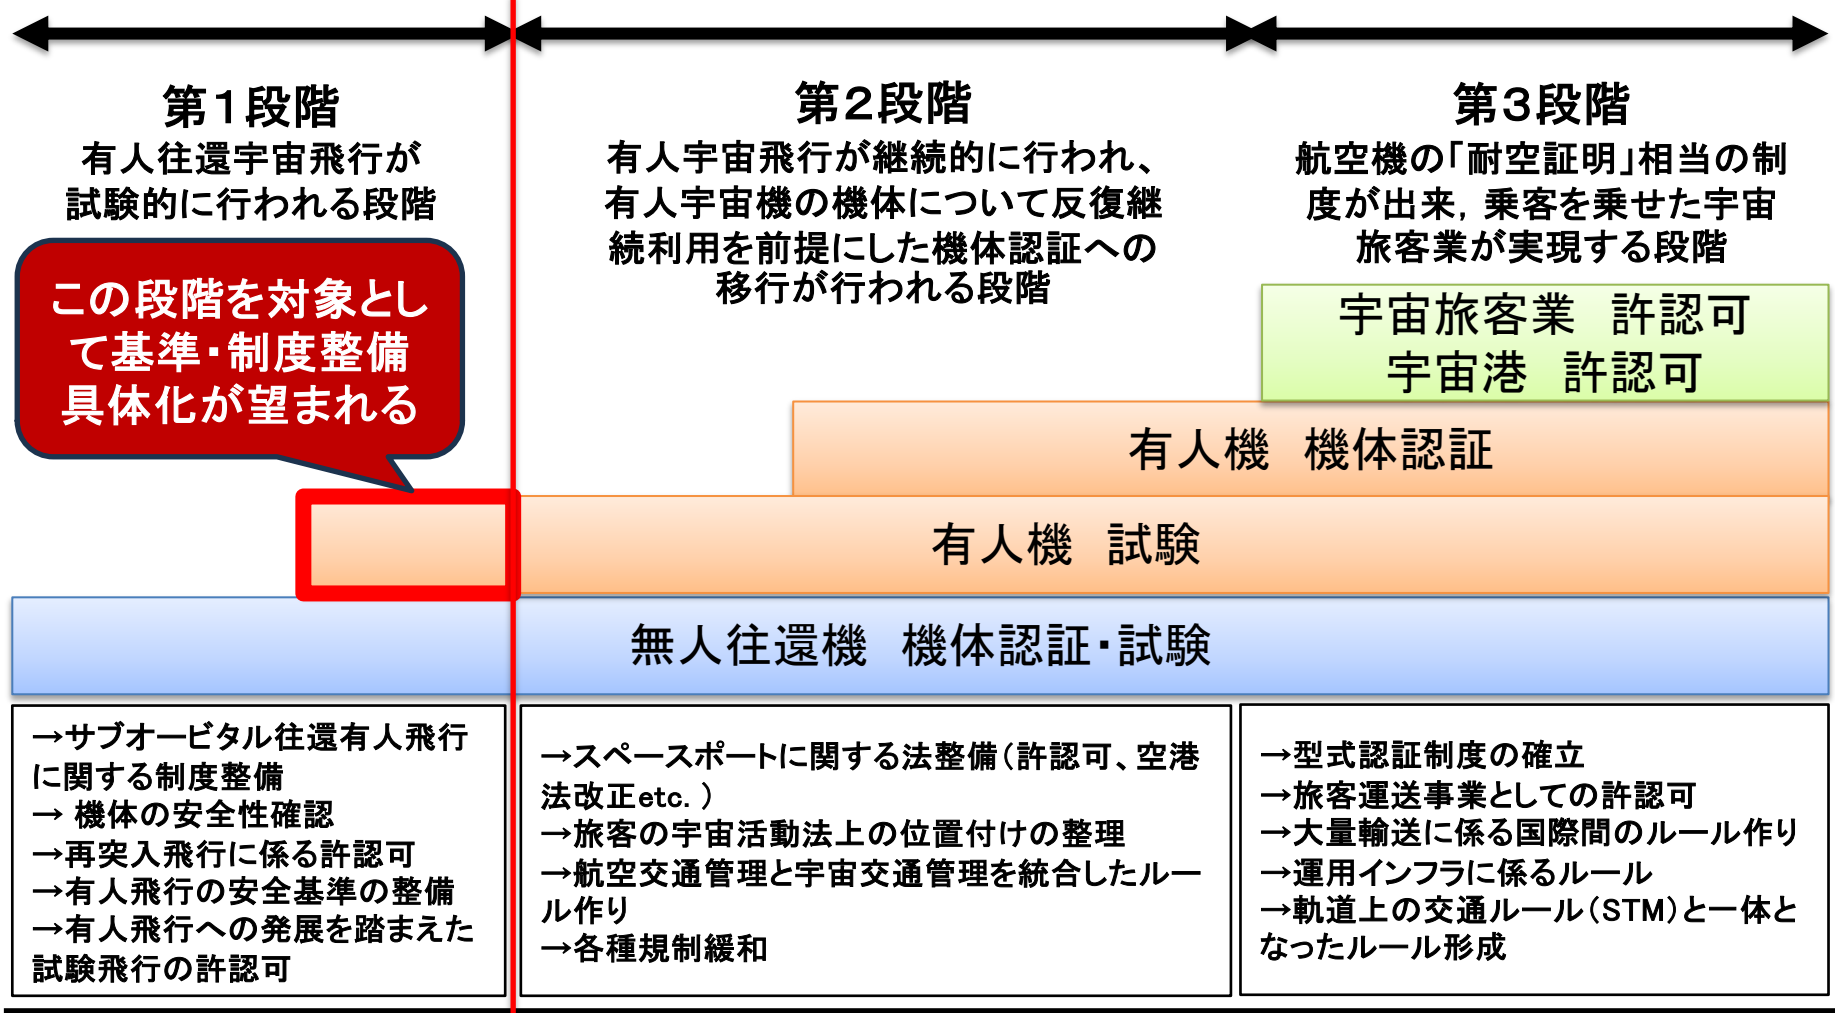 第１段階
有人往還宇宙飛行が
試験的に行われる段階
この段階を対象とし
て基準・制度整備
具体化が望まれる
第２段階
有人宇宙飛行が継続的に行われ、
有人宇宙機の機体について反復継
続利用を前提にした機体認証への
移行が行われる段階
第３段階
航空機の「耐空証明」相当の制
度が出来，乗客を乗せた宇宙
旅客業が実現する段階
宇宙旅客業　許認可
宇宙港　許認可
有人機　機体認証
有人機　試験
無人往還機　機体認証・試験
→サブオービタル往還有人飛行
に関する制度整備
→ 機体の安全性確認
→再突入飛行に係る許認可
→有人飛行の安全基準の整備
→有人飛行への発展を踏まえた
試験飛行の許認可
→スペースポートに関する法整備（許認可、空港
法改正etc．）
→旅客の宇宙活動法上の位置付けの整理
→航空交通管理と宇宙交通管理を統合したルー
ル作り
→各種規制緩和
→型式認証制度の確立
→旅客運送事業としての許認可
→大量輸送に係る国際間のルール作り
→運用インフラに係るルール
→軌道上の交通ルール（STM）と一体と
なったルール形成